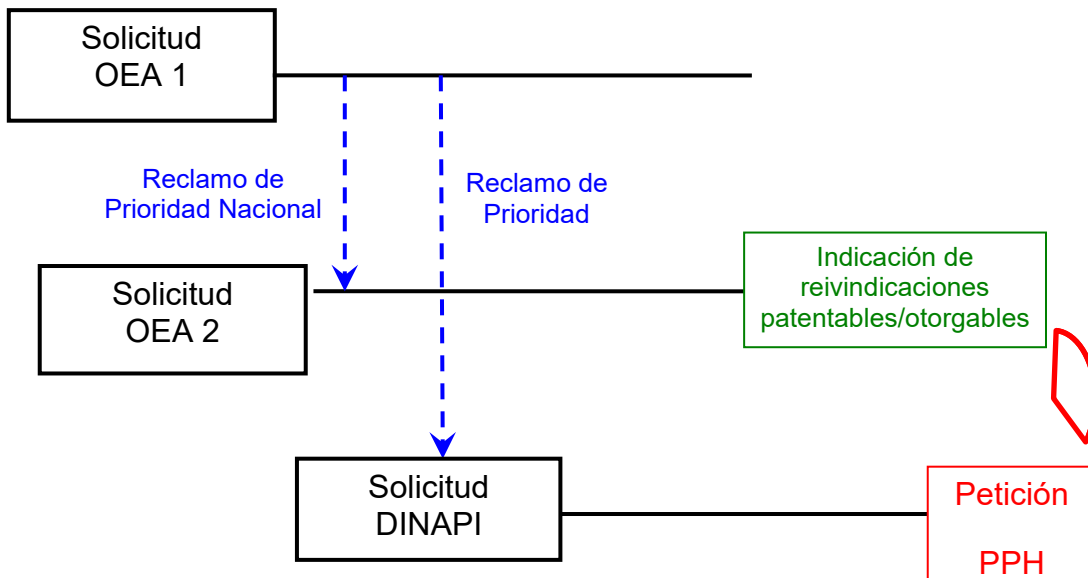 Solicitud
OEA 1
Reclamo de
Prioridad Nacional
Reclamo de
Prioridad
Solicitud
OEA 2
Indicación de
reivindicaciones
patentables/otorgables
Solicitud
DINAPI
Petición
PPH